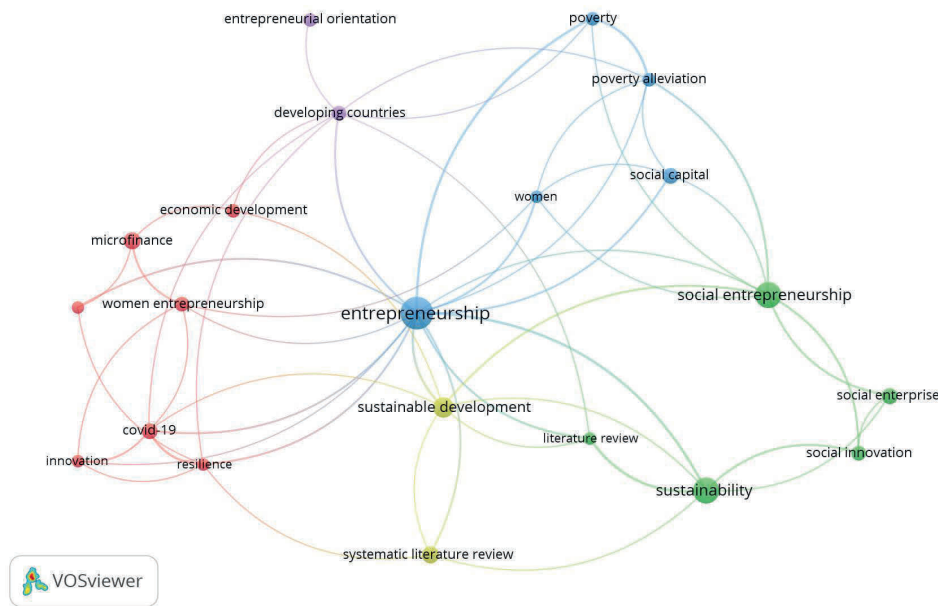 entrepreneurial orientation
poverty
poverty alleviation
developing countries
social capital
women
economic development
microfinance
women entrepreneurship
social entrepreneurship
entrepreneurship
social enterprise
sustainable development
covid-19
literature review
social innovation
innovation
resilience
sustainability
systematic literature review
VOSviewer